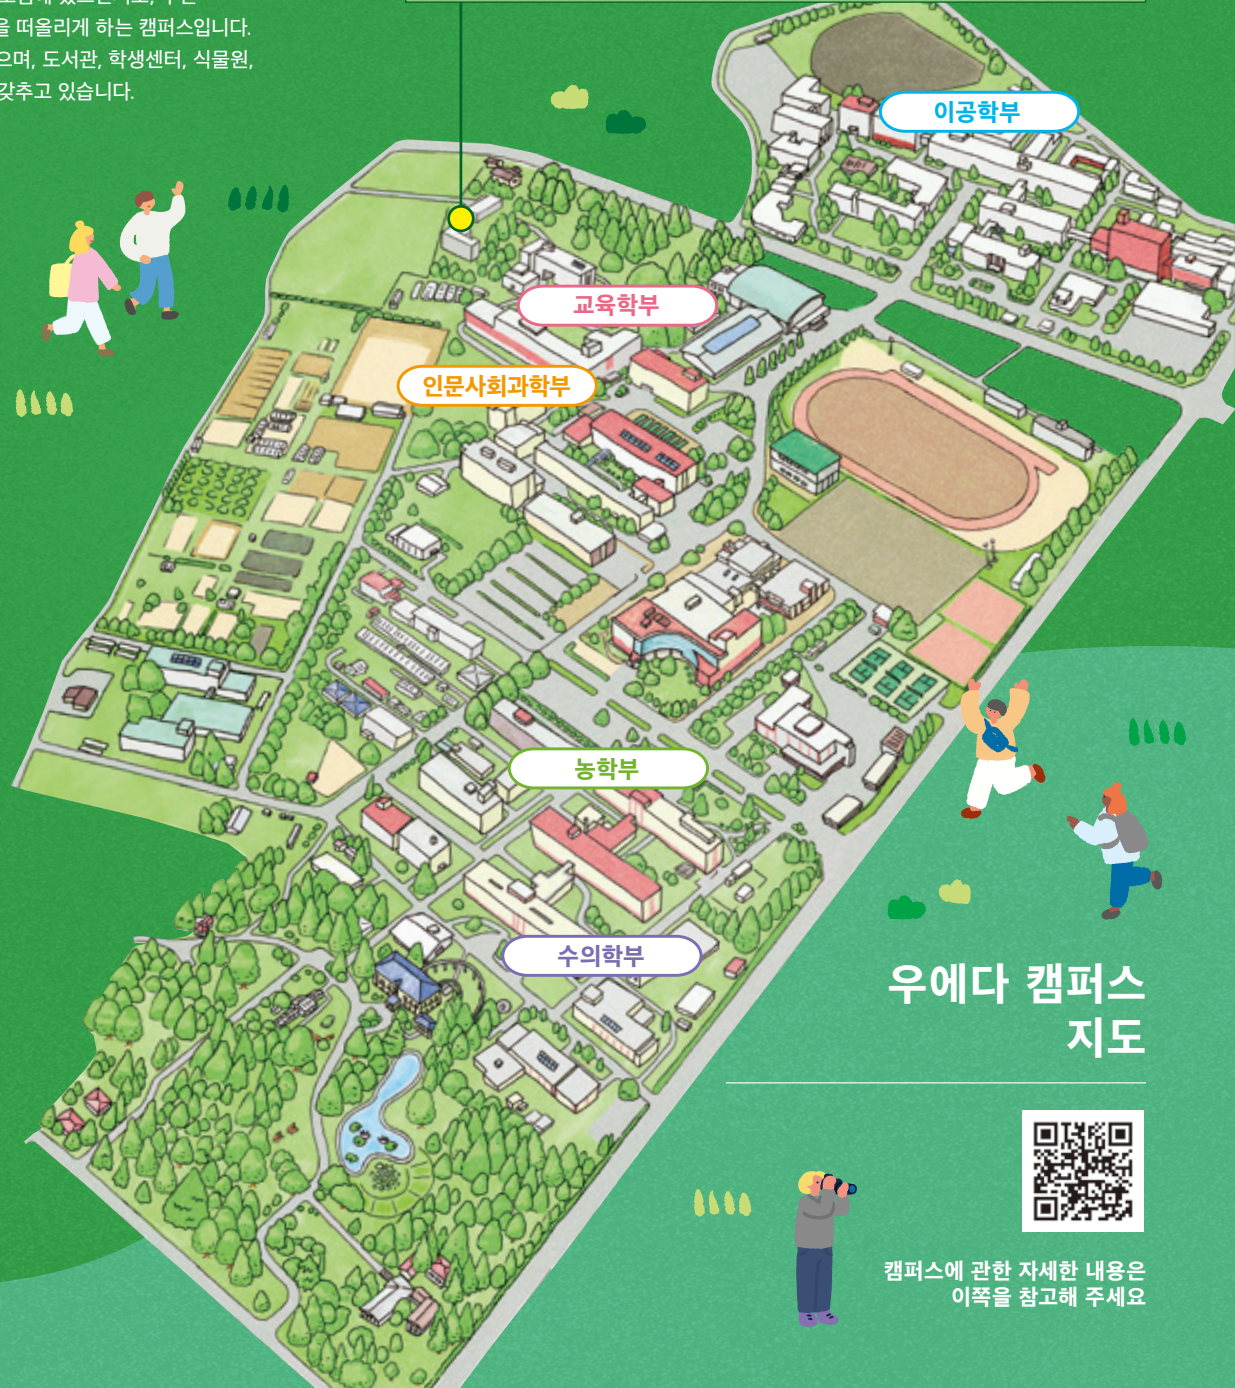 을 떠올리게 하는 캠퍼스입니다.
으며, 도서관, 학생센터, 식물원,
갖추고 있습니다.
이공학부
교육학부
인문사회과학부
농학부
수의학부
우에다 캠퍼스
지도
캠퍼스에 관한 자세한 내용은
이쪽을 참고해 주세요